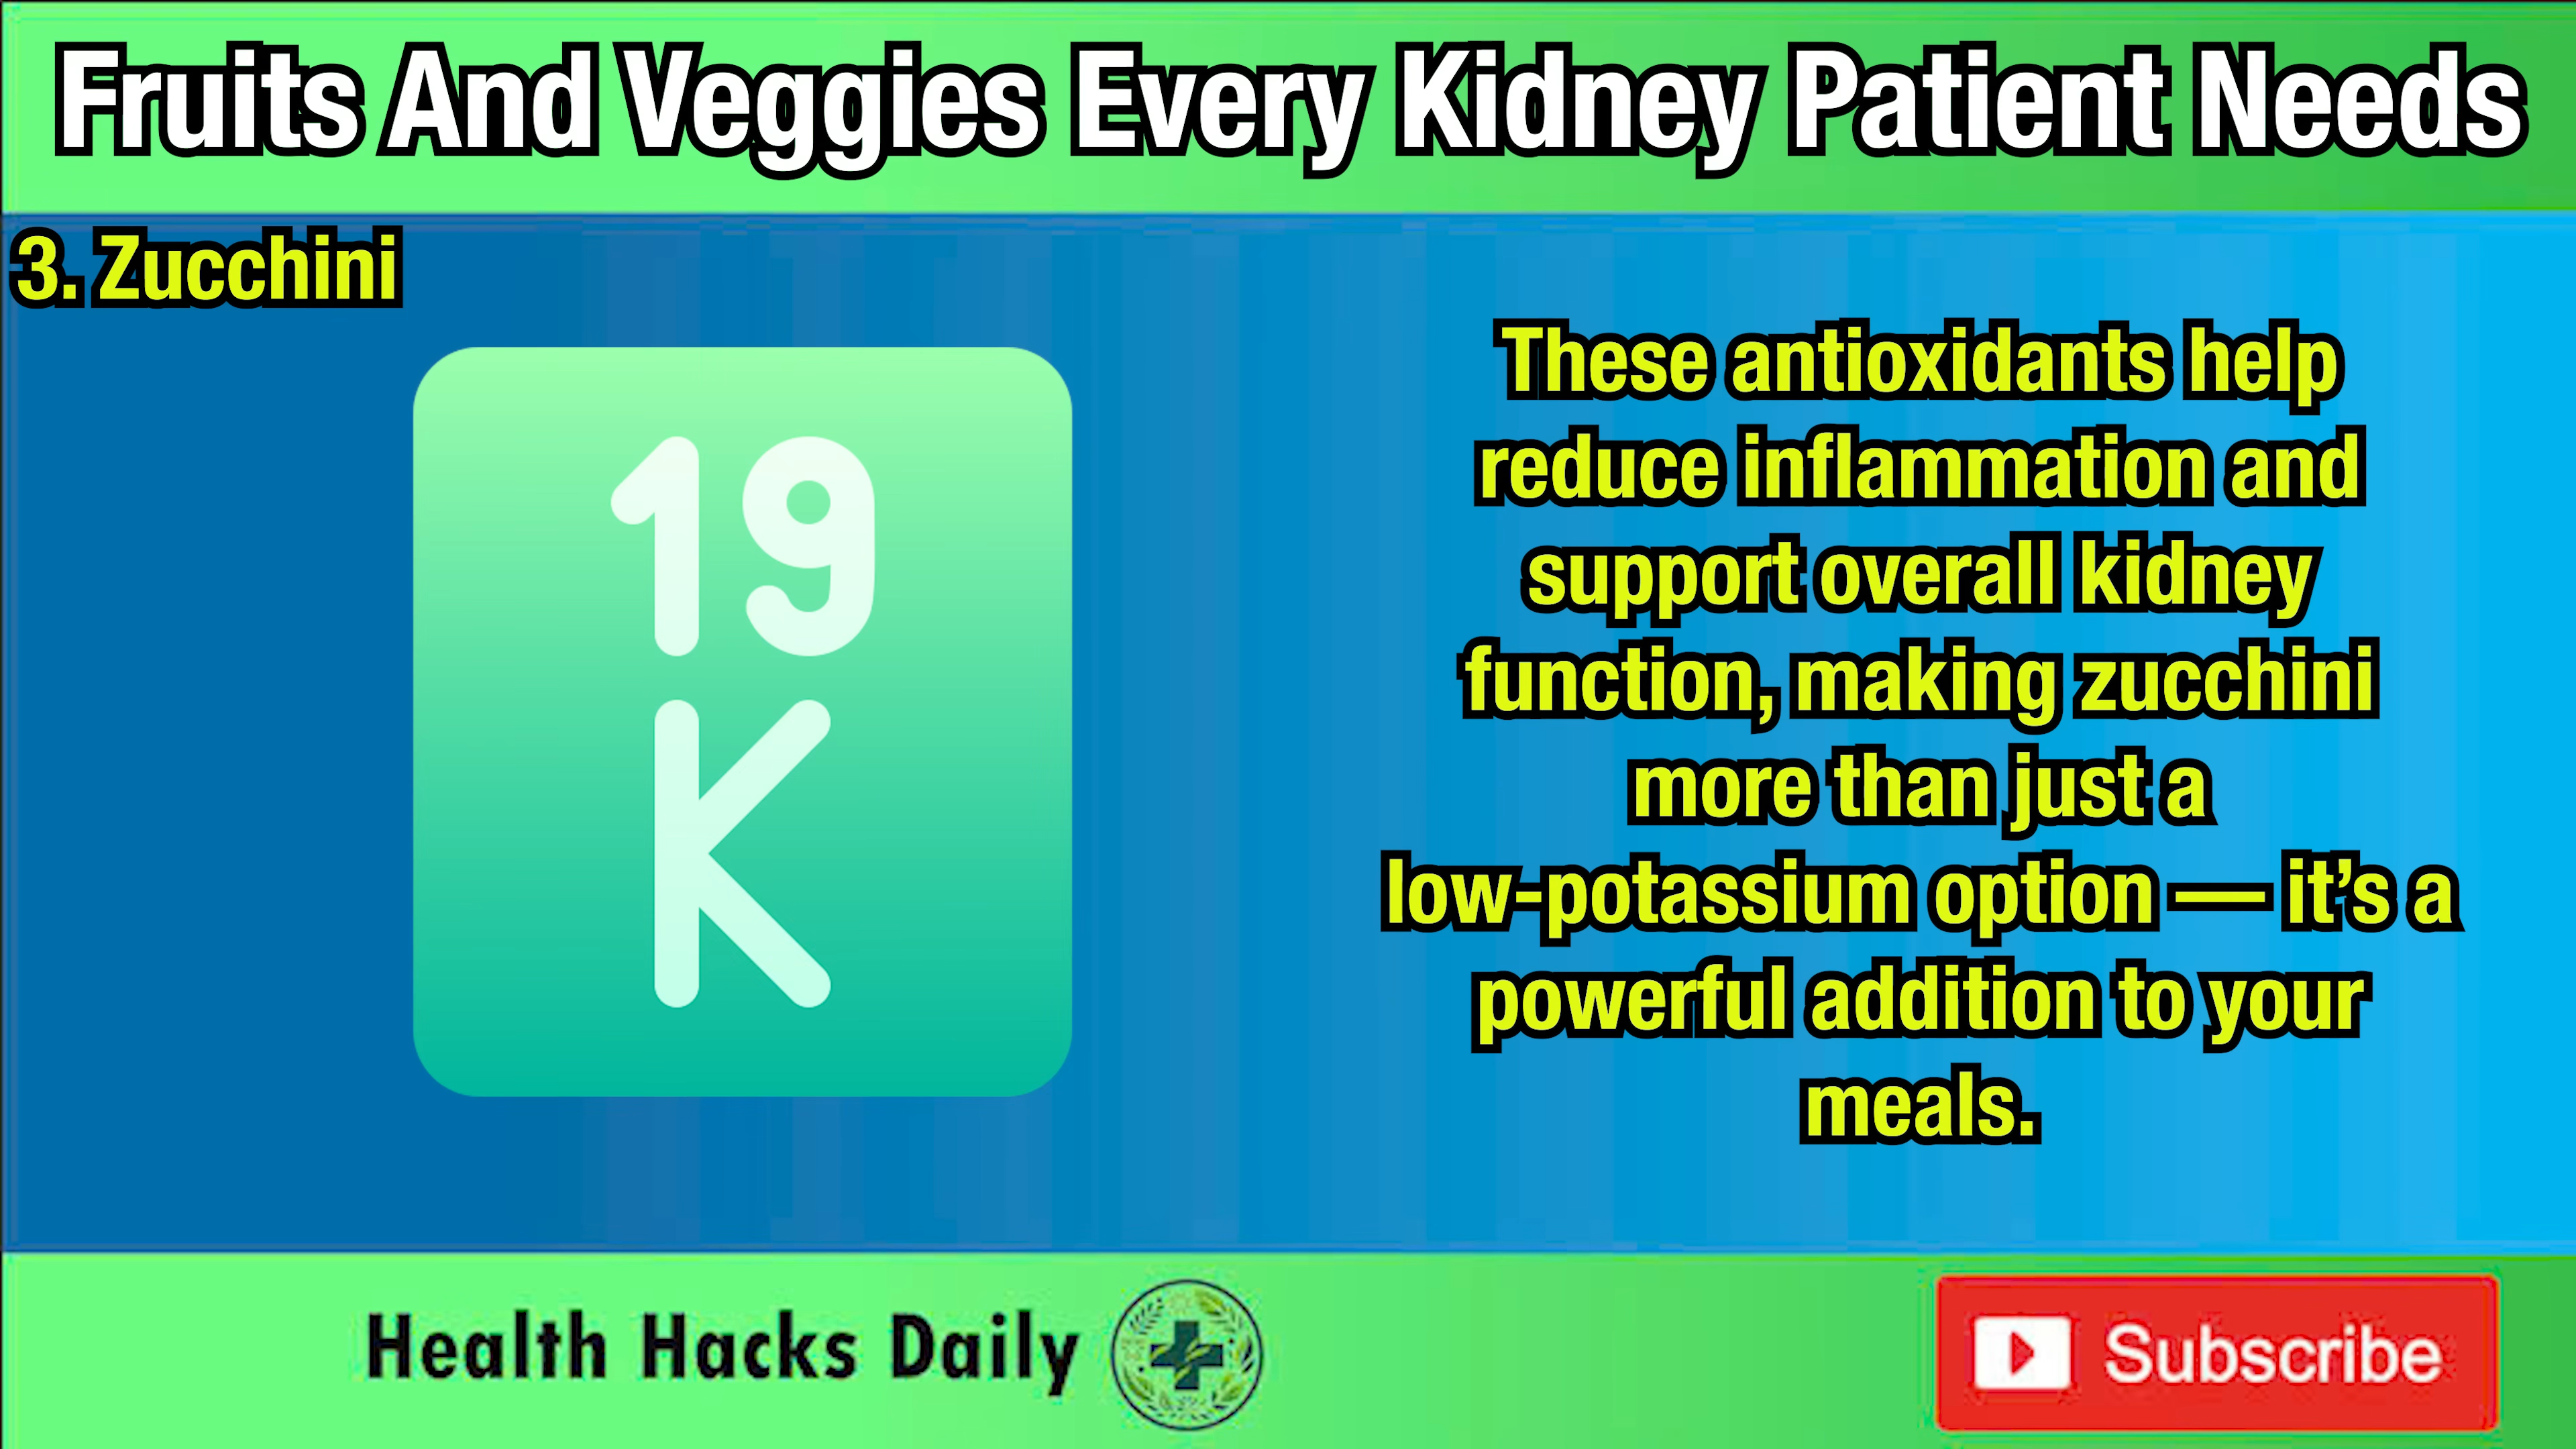 Fruits And Veggies Every Kidney Patient Needs
3. Zucchini
19
K
These antioxidants help
reduce inflammation and
support overall kidney
function, making zucchini
more than just a
low-potassium option — it’s a
powerful addition to your
meals.
Health Hacks Daily
Subscribe